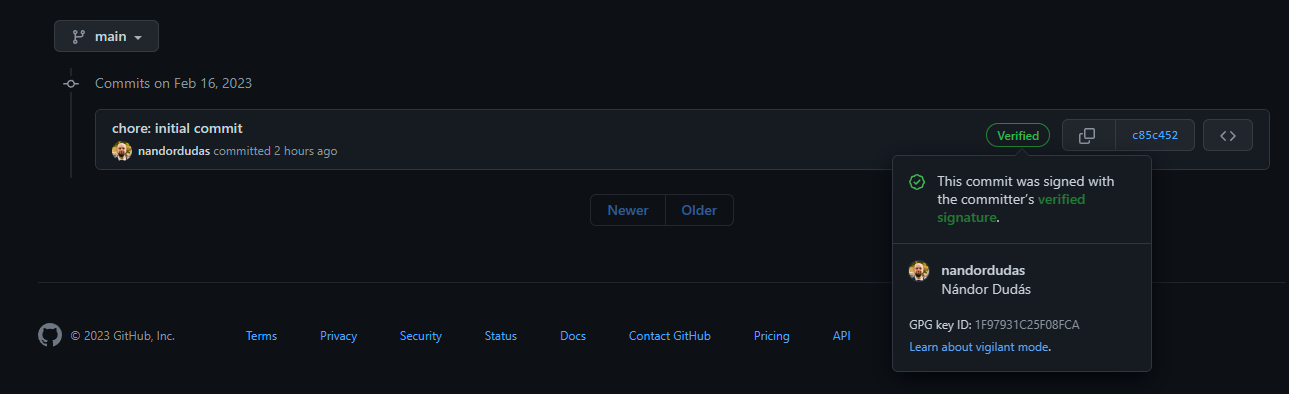 main
Commits on Feb 16, 2023
chore: initial commit
nandordudas committed 2 hours ago
Verified
c85c452
This commit was signed with
the committer's verified
signature.
nandordudas
Nándor Dudás
GPG key ID: 1F97931C25F08FCA
Learn about vigilant mode.
Newer
Older
© 2023 GitHub, Inc.
Terms
Privacy
Security
Status
Docs
Contact GitHub
Pricing
API